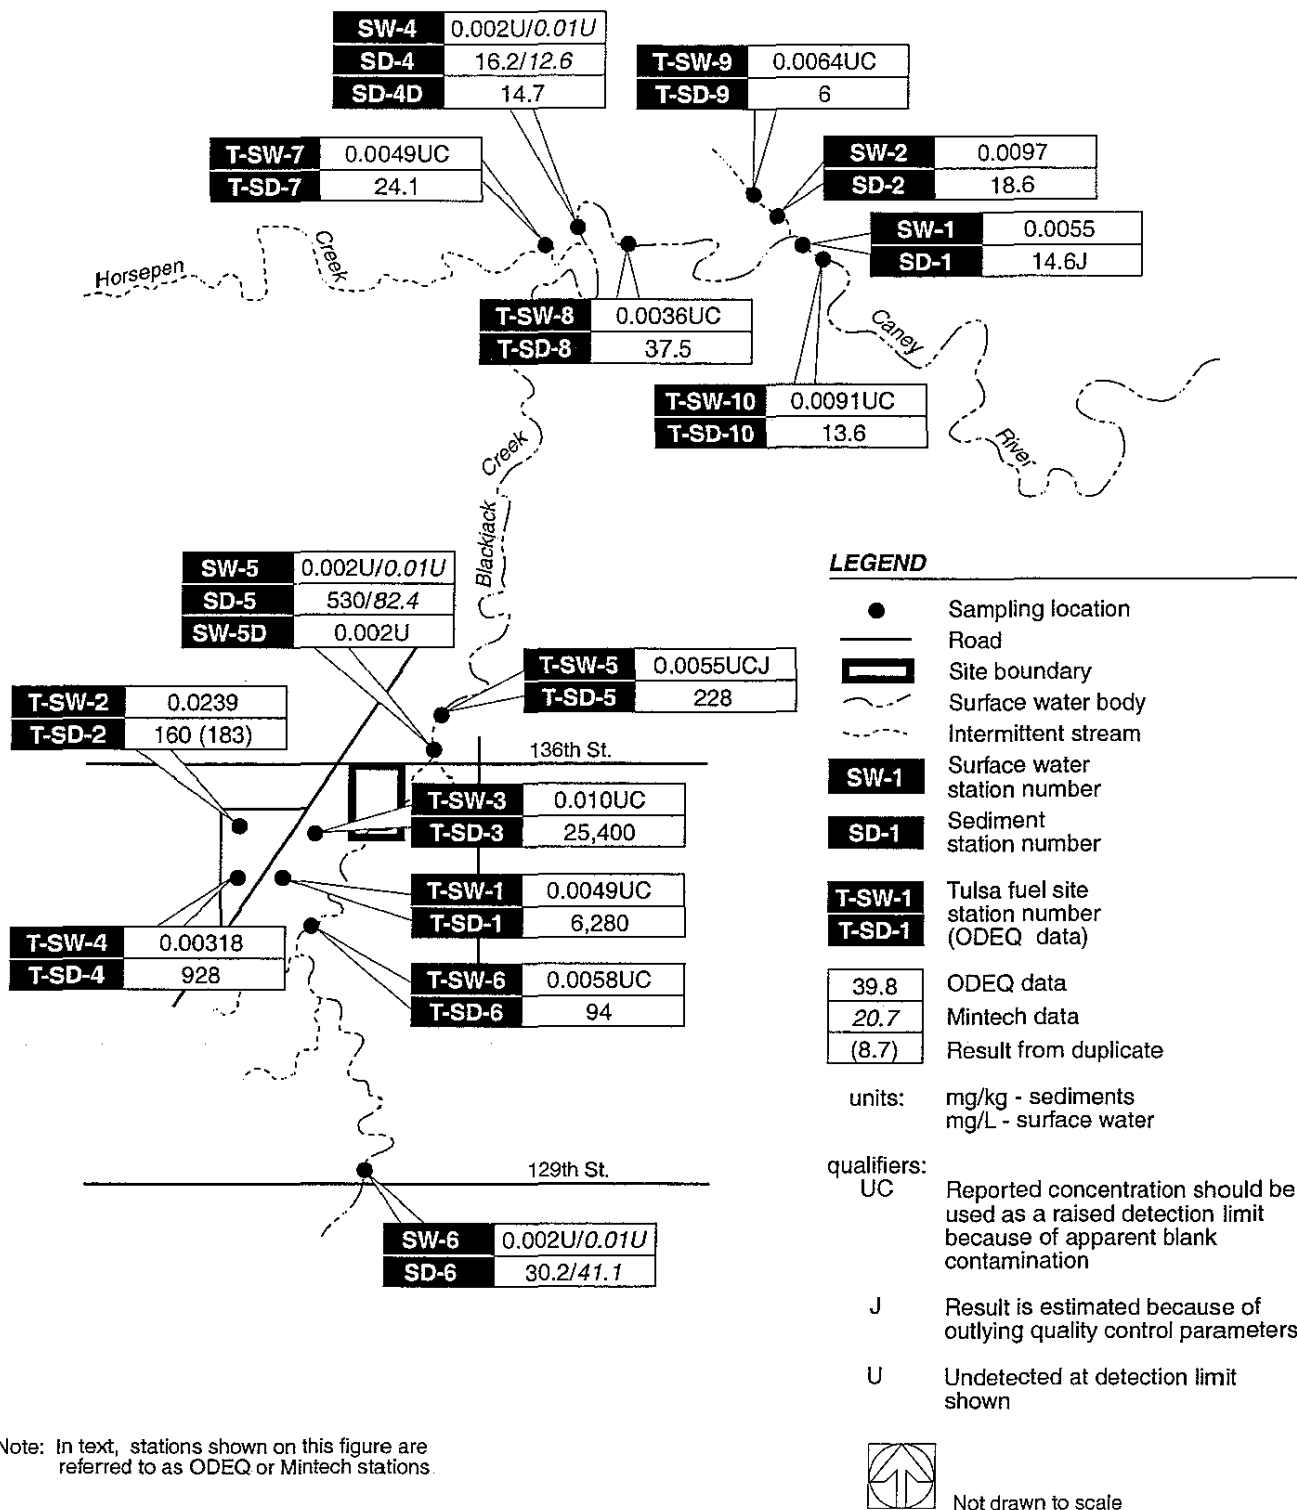 SW-4 0.002U/0.01U
SD-4 16.2/12.6
SD-4D 14.7
T-SW-9 0.0064UC
T-SD-9 6
T-SW-7 0.0049UC
T-SD-7 24.1
SW-2 0.0097
SD-2 18.6
SW-1 0.0055
SD-1 14.6J
Horsepen
Creek
T-SW-8 0.0036UC
T-SD-8 37.5
Caney
River
T-SW-10 0.0091UC
T-SD-10 13.6
Creek
Blackjack
SW-5 0.002U/0.01U
SD-5 530/82.4
SW-5D 0.002U
T-SW-5 0.0055UCJ
T-SD-5 228
T-SW-2 0.0239
T-SD-2 160 (183)
136th St.
T-SW-3 0.010UC
T-SD-3 25,400
T-SW-1 0.0049UC
T-SD-1 6,280
T-SW-4 0.00318
T-SD-4 928
T-SW-6 0.0058UC
T-SD-6 94
129th St.
SW-6 0.002U/0.01U
SD-6 30.2/41.1
LEGEND
Sampling location
Road
Site boundary
Surface water body
Intermittent stream
SW-1 Surface water
station number
SD-1 Sediment
station number
T-SW-1 Tulsa fuel site
station number
T-SD-1 (ODEQ data)
39.8 ODEQ data
20.7 Mintech data
(8.7) Result from duplicate
units: mg/kg - sediments
mg/L - surface water
qualifiers:
UC Reported concentration should be
used as a raised detection limit
because of apparent blank
contamination
J Result is estimated because of
outlying quality control parameters
U Undetected at detection limit
shown
Note: In text, stations shown on this figure are
referred to as ODEQ or Mintech stations
Not drawn to scale